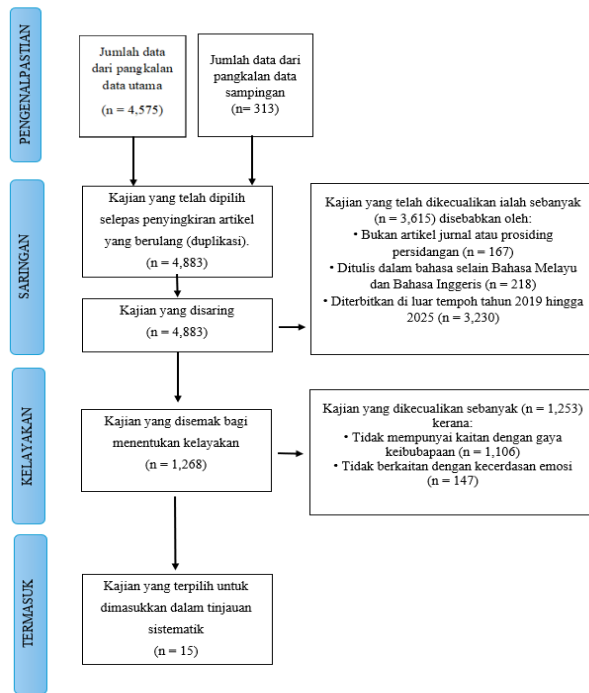 PENGENALPASTIAN
Jumlah data
dari pangkalan
data utama
(n = 4,575)
Jumlah data dari
pangkalan data
sampingan
(n= 313)
SARINGAN
Kajian yang telah dipilih
selepas penyingkiran artikel
yang berulang (duplikasi).
(n = 4,883)
Kajian yang disaring
(n = 4,883)
Kajian yang telah dikecualikan ialah sebanyak
(n = 3,615) disebabkan oleh:
• Bukan artikel jurnal atau prosiding
persidangan (n = 167)
• Ditulis dalam bahasa selain Bahasa Melayu
dan Bahasa Inggeris (n = 218)
• Diterbitkan di luar tempoh tahun 2019 hingga
2025 (n = 3,230)
KELAYAKAN
Kajian yang disemak bagi
menentukan kelayakan
(n = 1,268)
Kajian yang dikecualikan sebanyak (n = 1,253)
kerana:
• Tidak mempunyai kaitan dengan gaya
keibubapaan (n = 1,106)
• Tidak berkaitan dengan kecerdasan emosi
(n = 147)
TERMASUK
Kajian yang terpilih untuk
dimasukkan dalam tinjauan
sistematik
(n = 15)